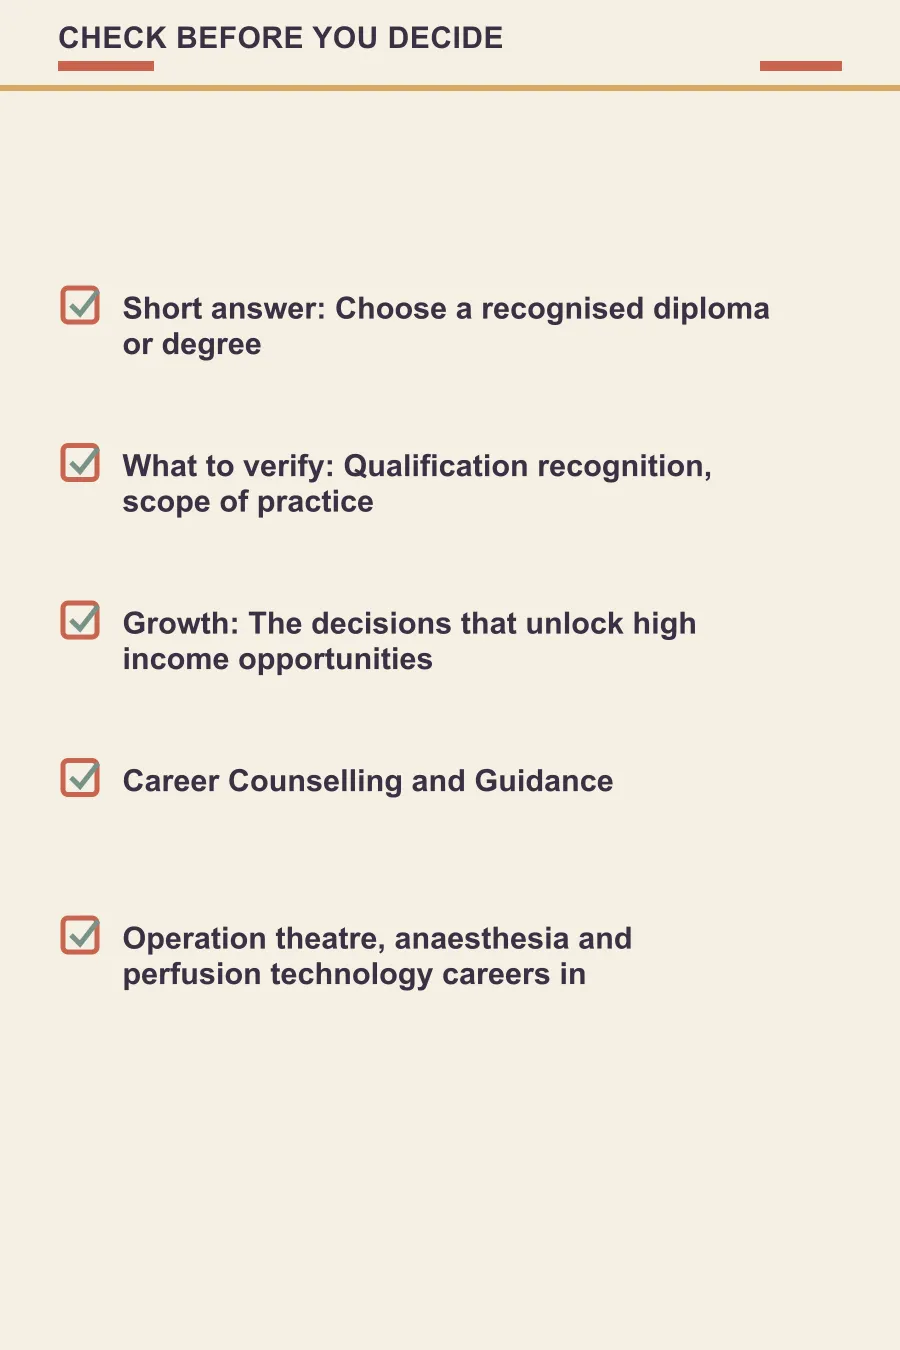 CHECK BEFORE YOU DECIDE
Short answer: Choose a recognised diploma
or degree
What to verify: Qualification recognition,
scope of practice
Growth: The decisions that unlock high
income opportunities
Career Counselling and Guidance
Operation theatre, anaesthesia and
perfusion technology careers in